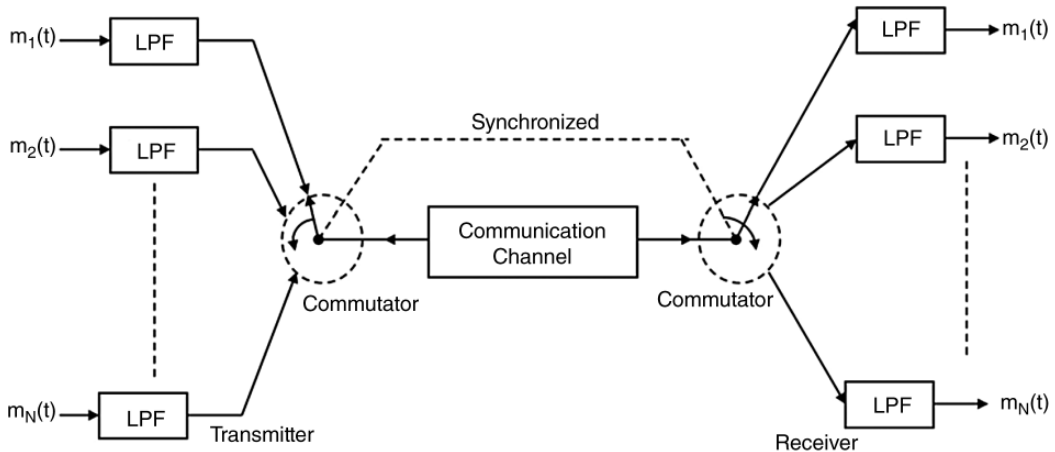 m1(t)
LPF
LPF
m1(t)
m2(t)
LPF
Synchronized
LPF
m2(t)
Communication
Channel
Commutator
Commutator
mN(t)
LPF
Transmitter
Receiver
LPF
mN(t)